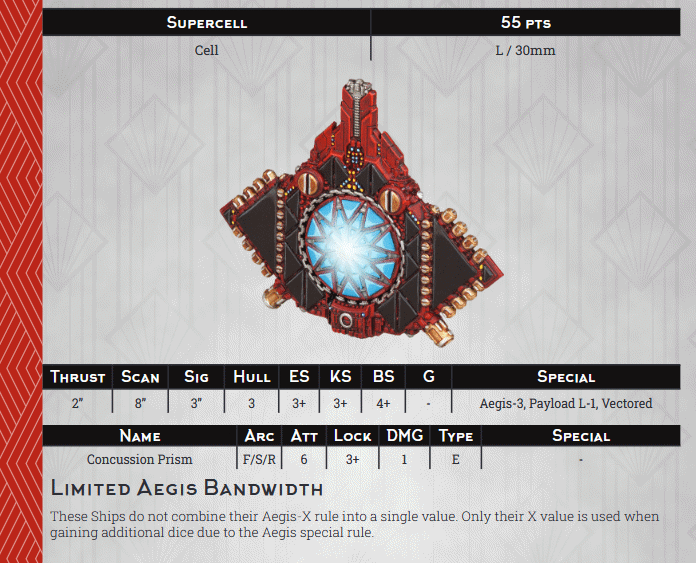 Supercell 55 pts
Cell L / 30mm
Thrust Scan Sig Hull ES KS BS G Special
2" 8" 3" 3 3+ 3+ 4+ - Aegis-3, Payload L-1, Vectored
Name Arc Att Lock DMG Type Special
Concussion Prism F/S/R 6 3+ 1 E -
Limited Aegis Bandwidth
These Ships do not combine their Aegis-X rule into a single value. Only their X value is used when
gaining additional dice due to the Aegis special rule.